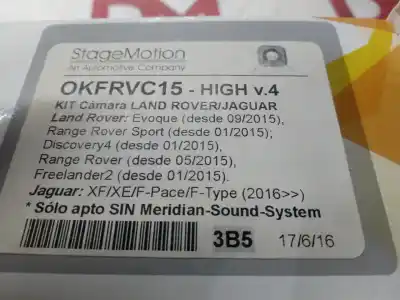 StageMotion
An Automotive Company
OKFRVC15 - HIGH v.4
KIT Cámara LAND ROVER/JAGUAR
Land Rover: Evoque (desde 09/2015),
Range Rover Sport (desde 01/2015);
Discovery4 (desde 01/2015),
Range Rover (desde 05/2015),
Freelander2 (desde 01/2015).
Jaguar: XF/XE/F-Pace/F-Type (2016>>)
* Sólo apto SIN Meridian-Sound-System
3B5 17/6/16